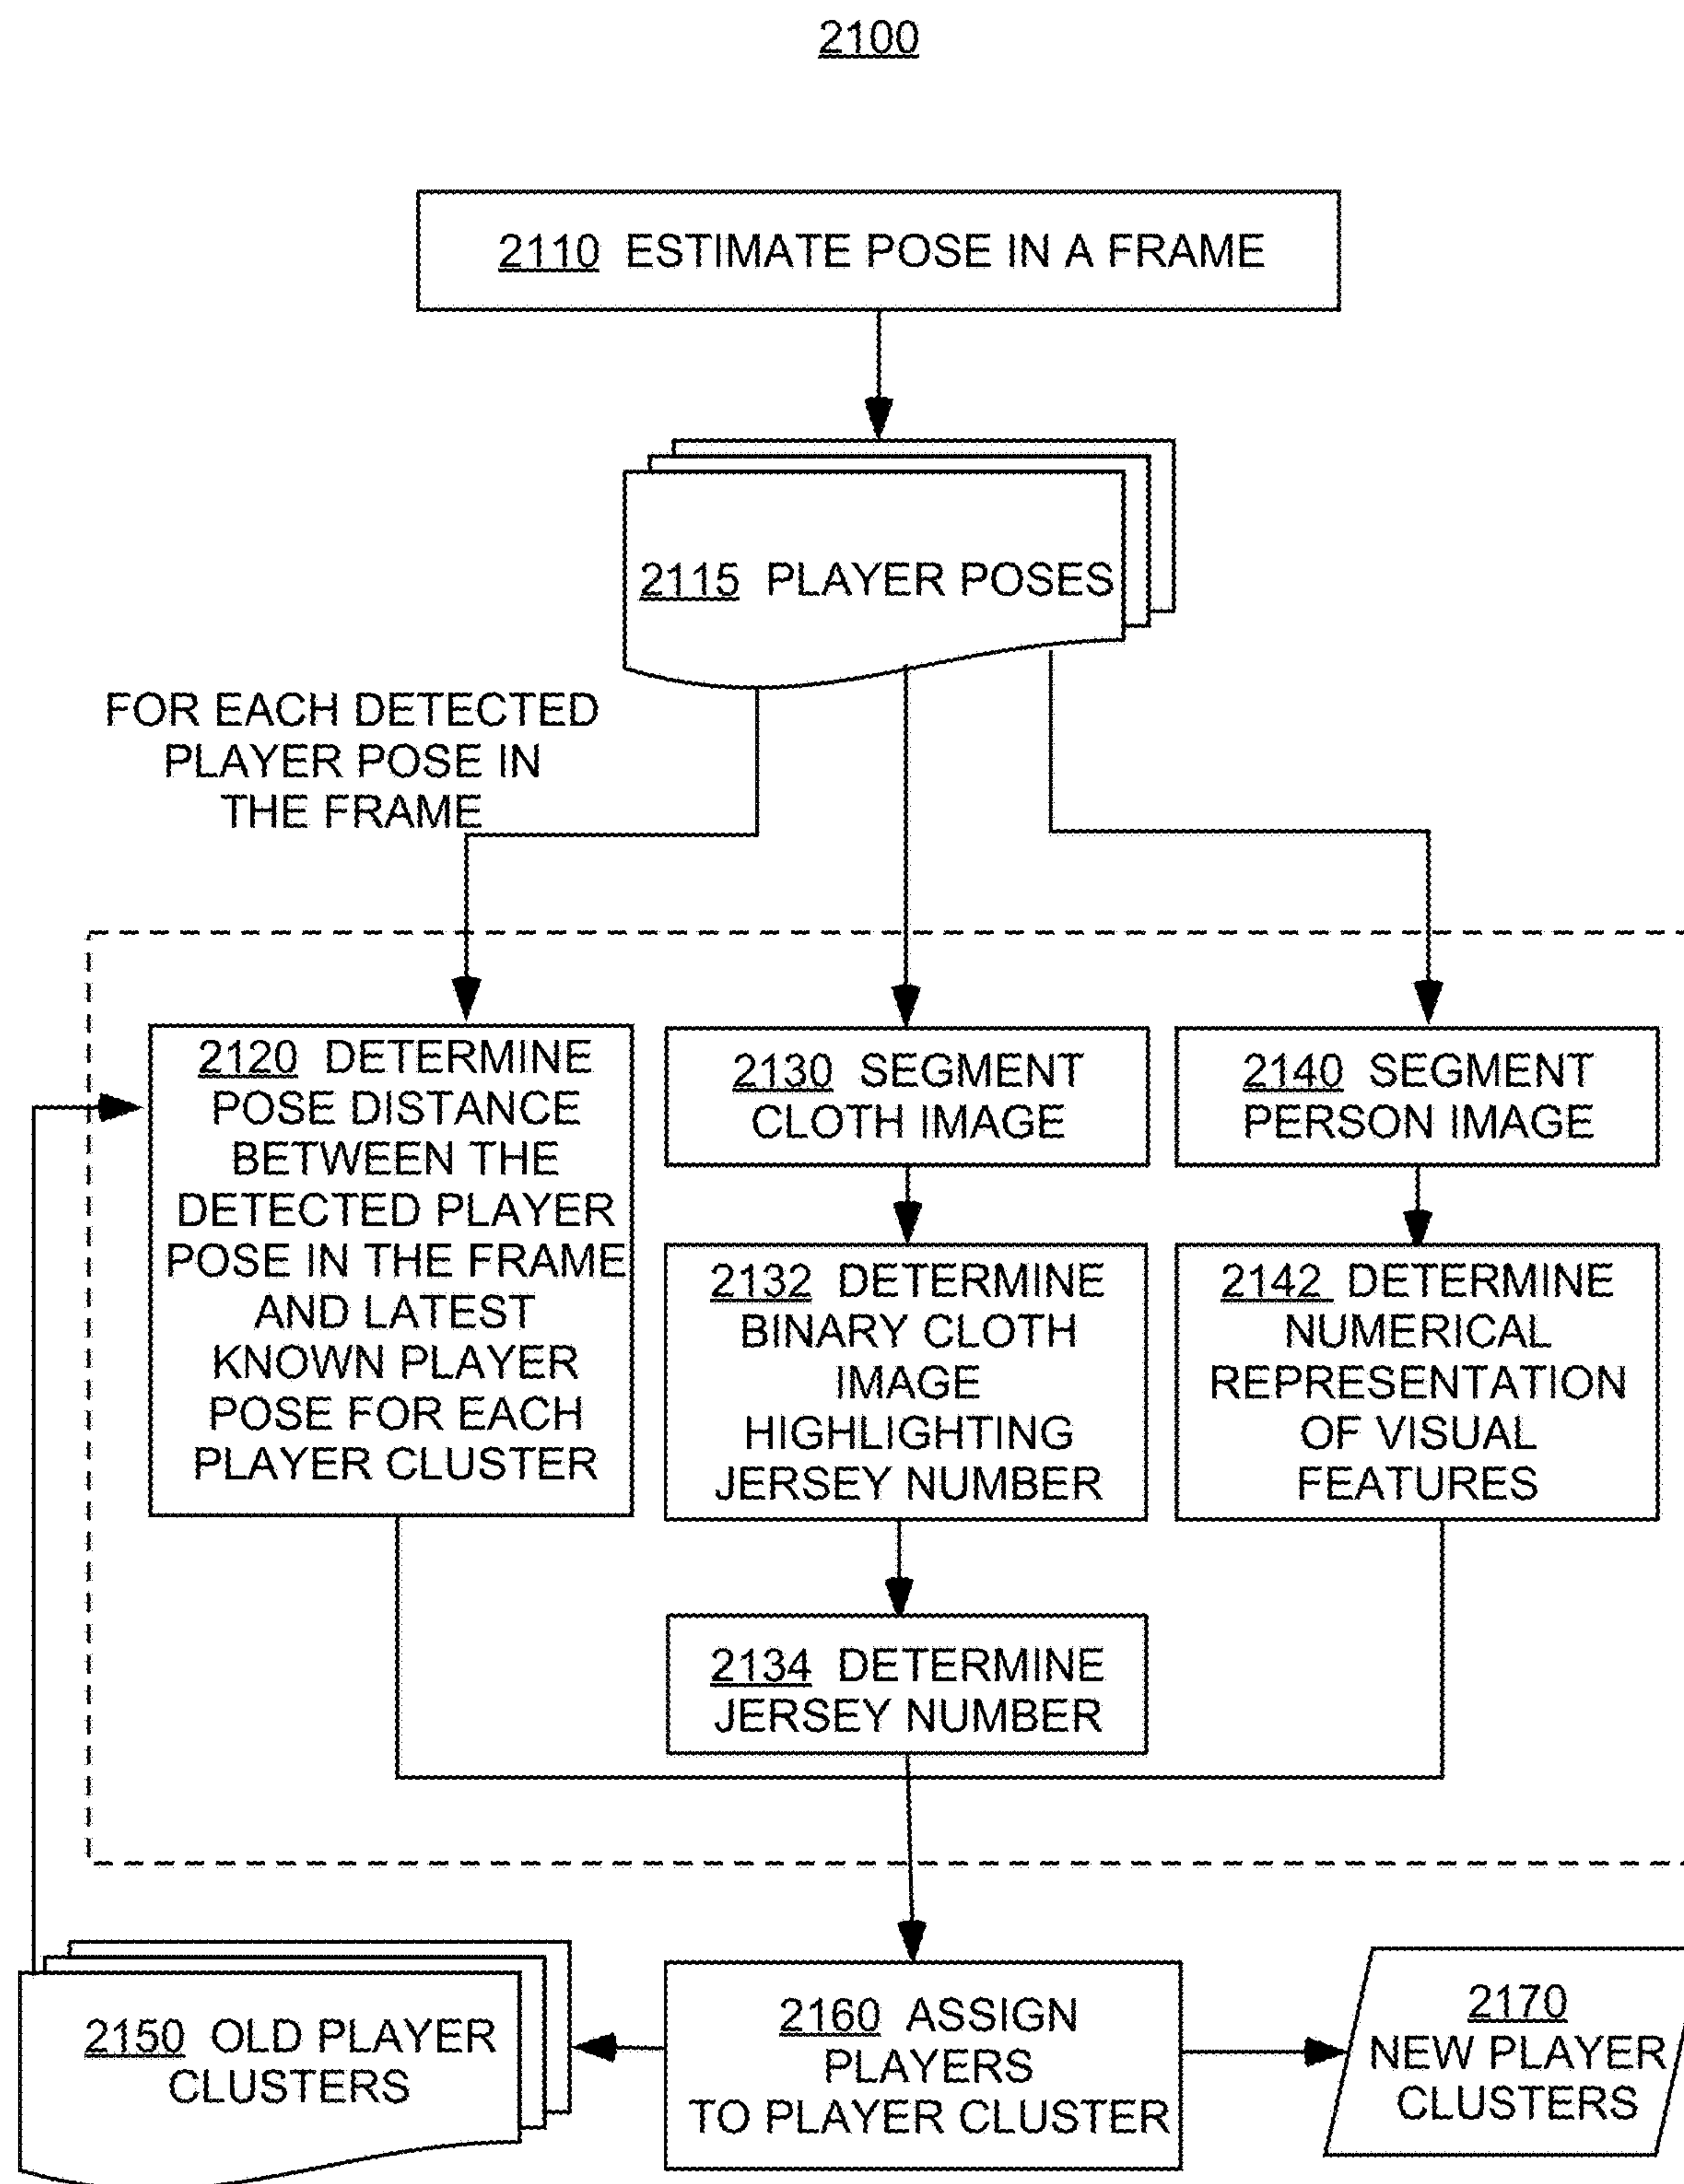 2100
2110 ESTIMATE POSE IN A FRAME
2115 PLAYER POSES
FOR EACH DETECTED
PLAYER POSE IN
THE FRAME
2120 DETERMINE
POSE DISTANCE
BETWEEN THE
DETECTED PLAYER
POSE IN THE FRAME
AND LATEST
KNOWN PLAYER
POSE FOR EACH
PLAYER CLUSTER
2130 SEGMENT
CLOTH IMAGE
2140 SEGMENT
PERSON IMAGE
2132 DETERMINE
BINARY CLOTH
IMAGE
HIGHLIGHTING
JERSEY NUMBER
2142 DETERMINE
NUMERICAL
REPRESENTATION
OF VISUAL
FEATURES
2134 DETERMINE
JERSEY NUMBER
2150 OLD PLAYER
CLUSTERS
2160 ASSIGN
PLAYERS
TO PLAYER CLUSTER
2170
NEW PLAYER
CLUSTERS